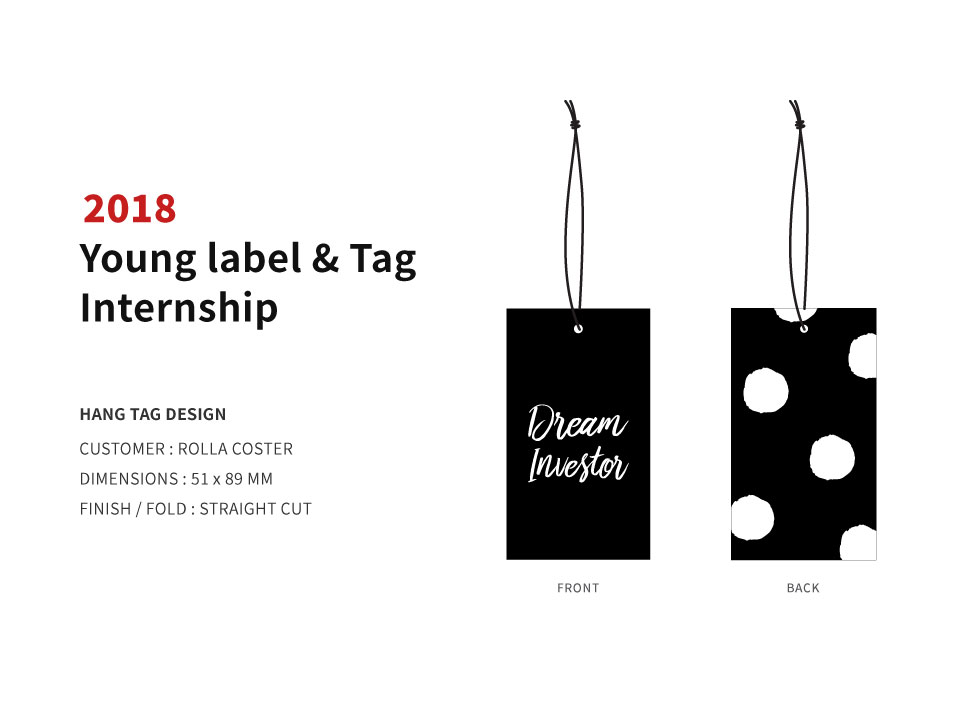 2018
Young label & Tag
Internship
HANG TAG DESIGN
CUSTOMER : ROLLA COSTER
DIMENSIONS : 51 x 89 MM
FINISH / FOLD : STRAIGHT CUT
Dream
Investor
FRONT
BACK